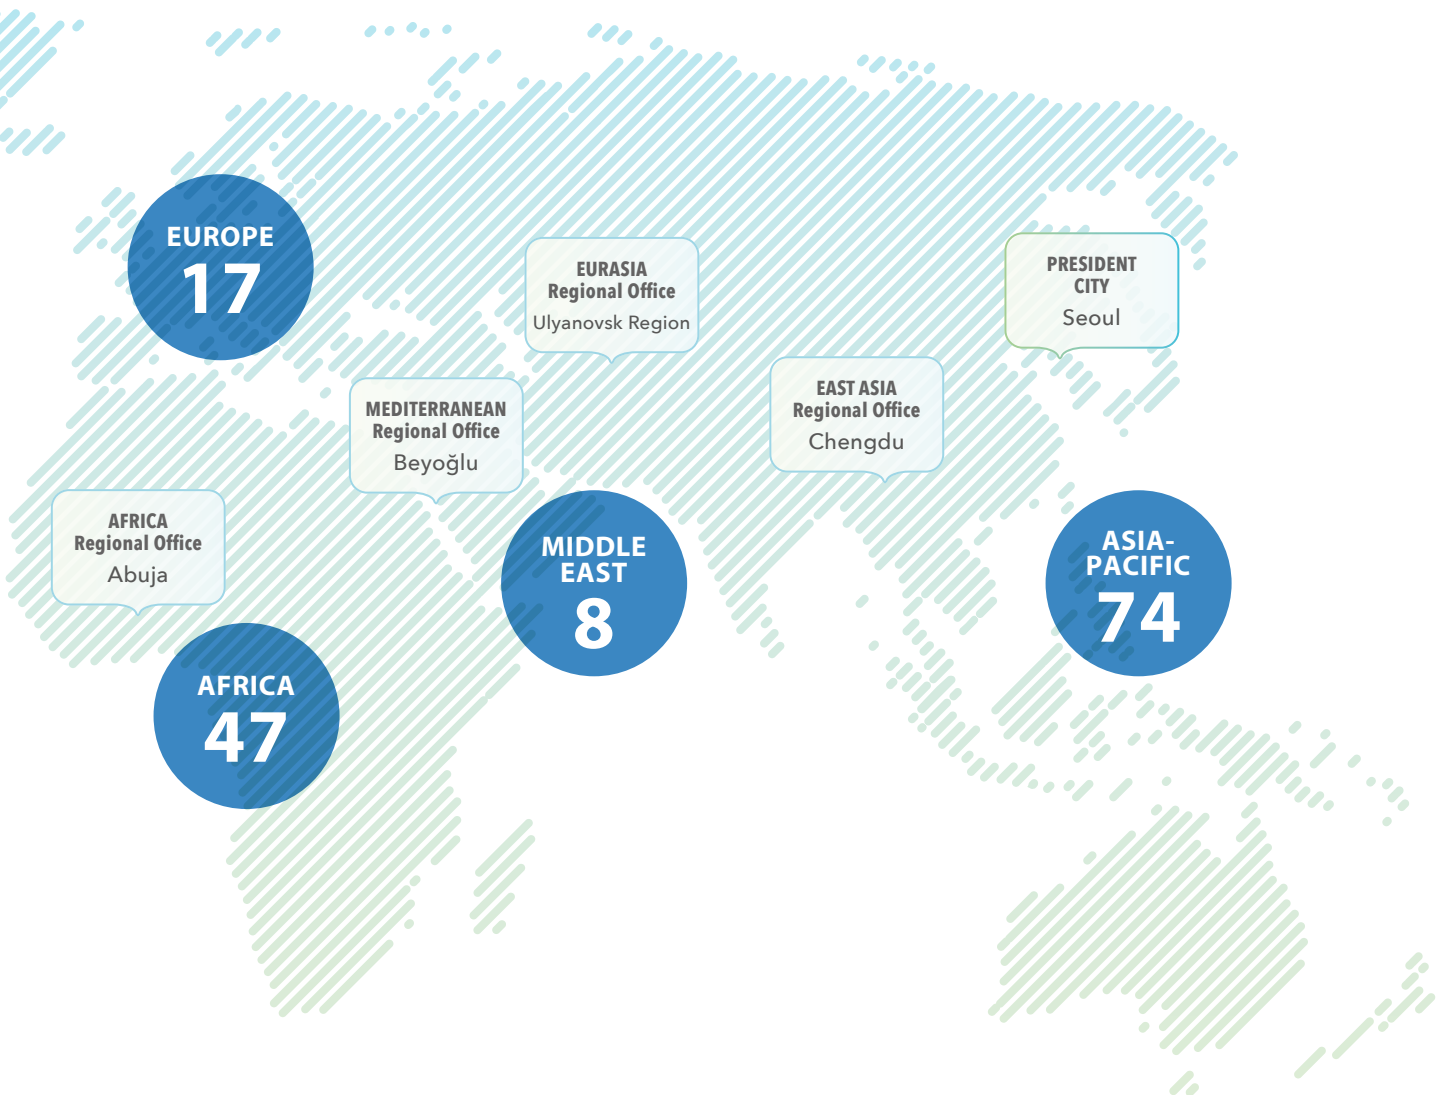 EUROPE
17
EURASIA
Regional Office
Ulyanovsk Region
PRESIDENT
CITY
Seoul
MEDITERRANEAN
Regional Office
Beyoğlu
EAST ASIA
Regional Office
Chengdu
AFRICA
Regional Office
Abuja
MIDDLE
EAST
8
ASIA-
PACIFIC
74
AFRICA
47